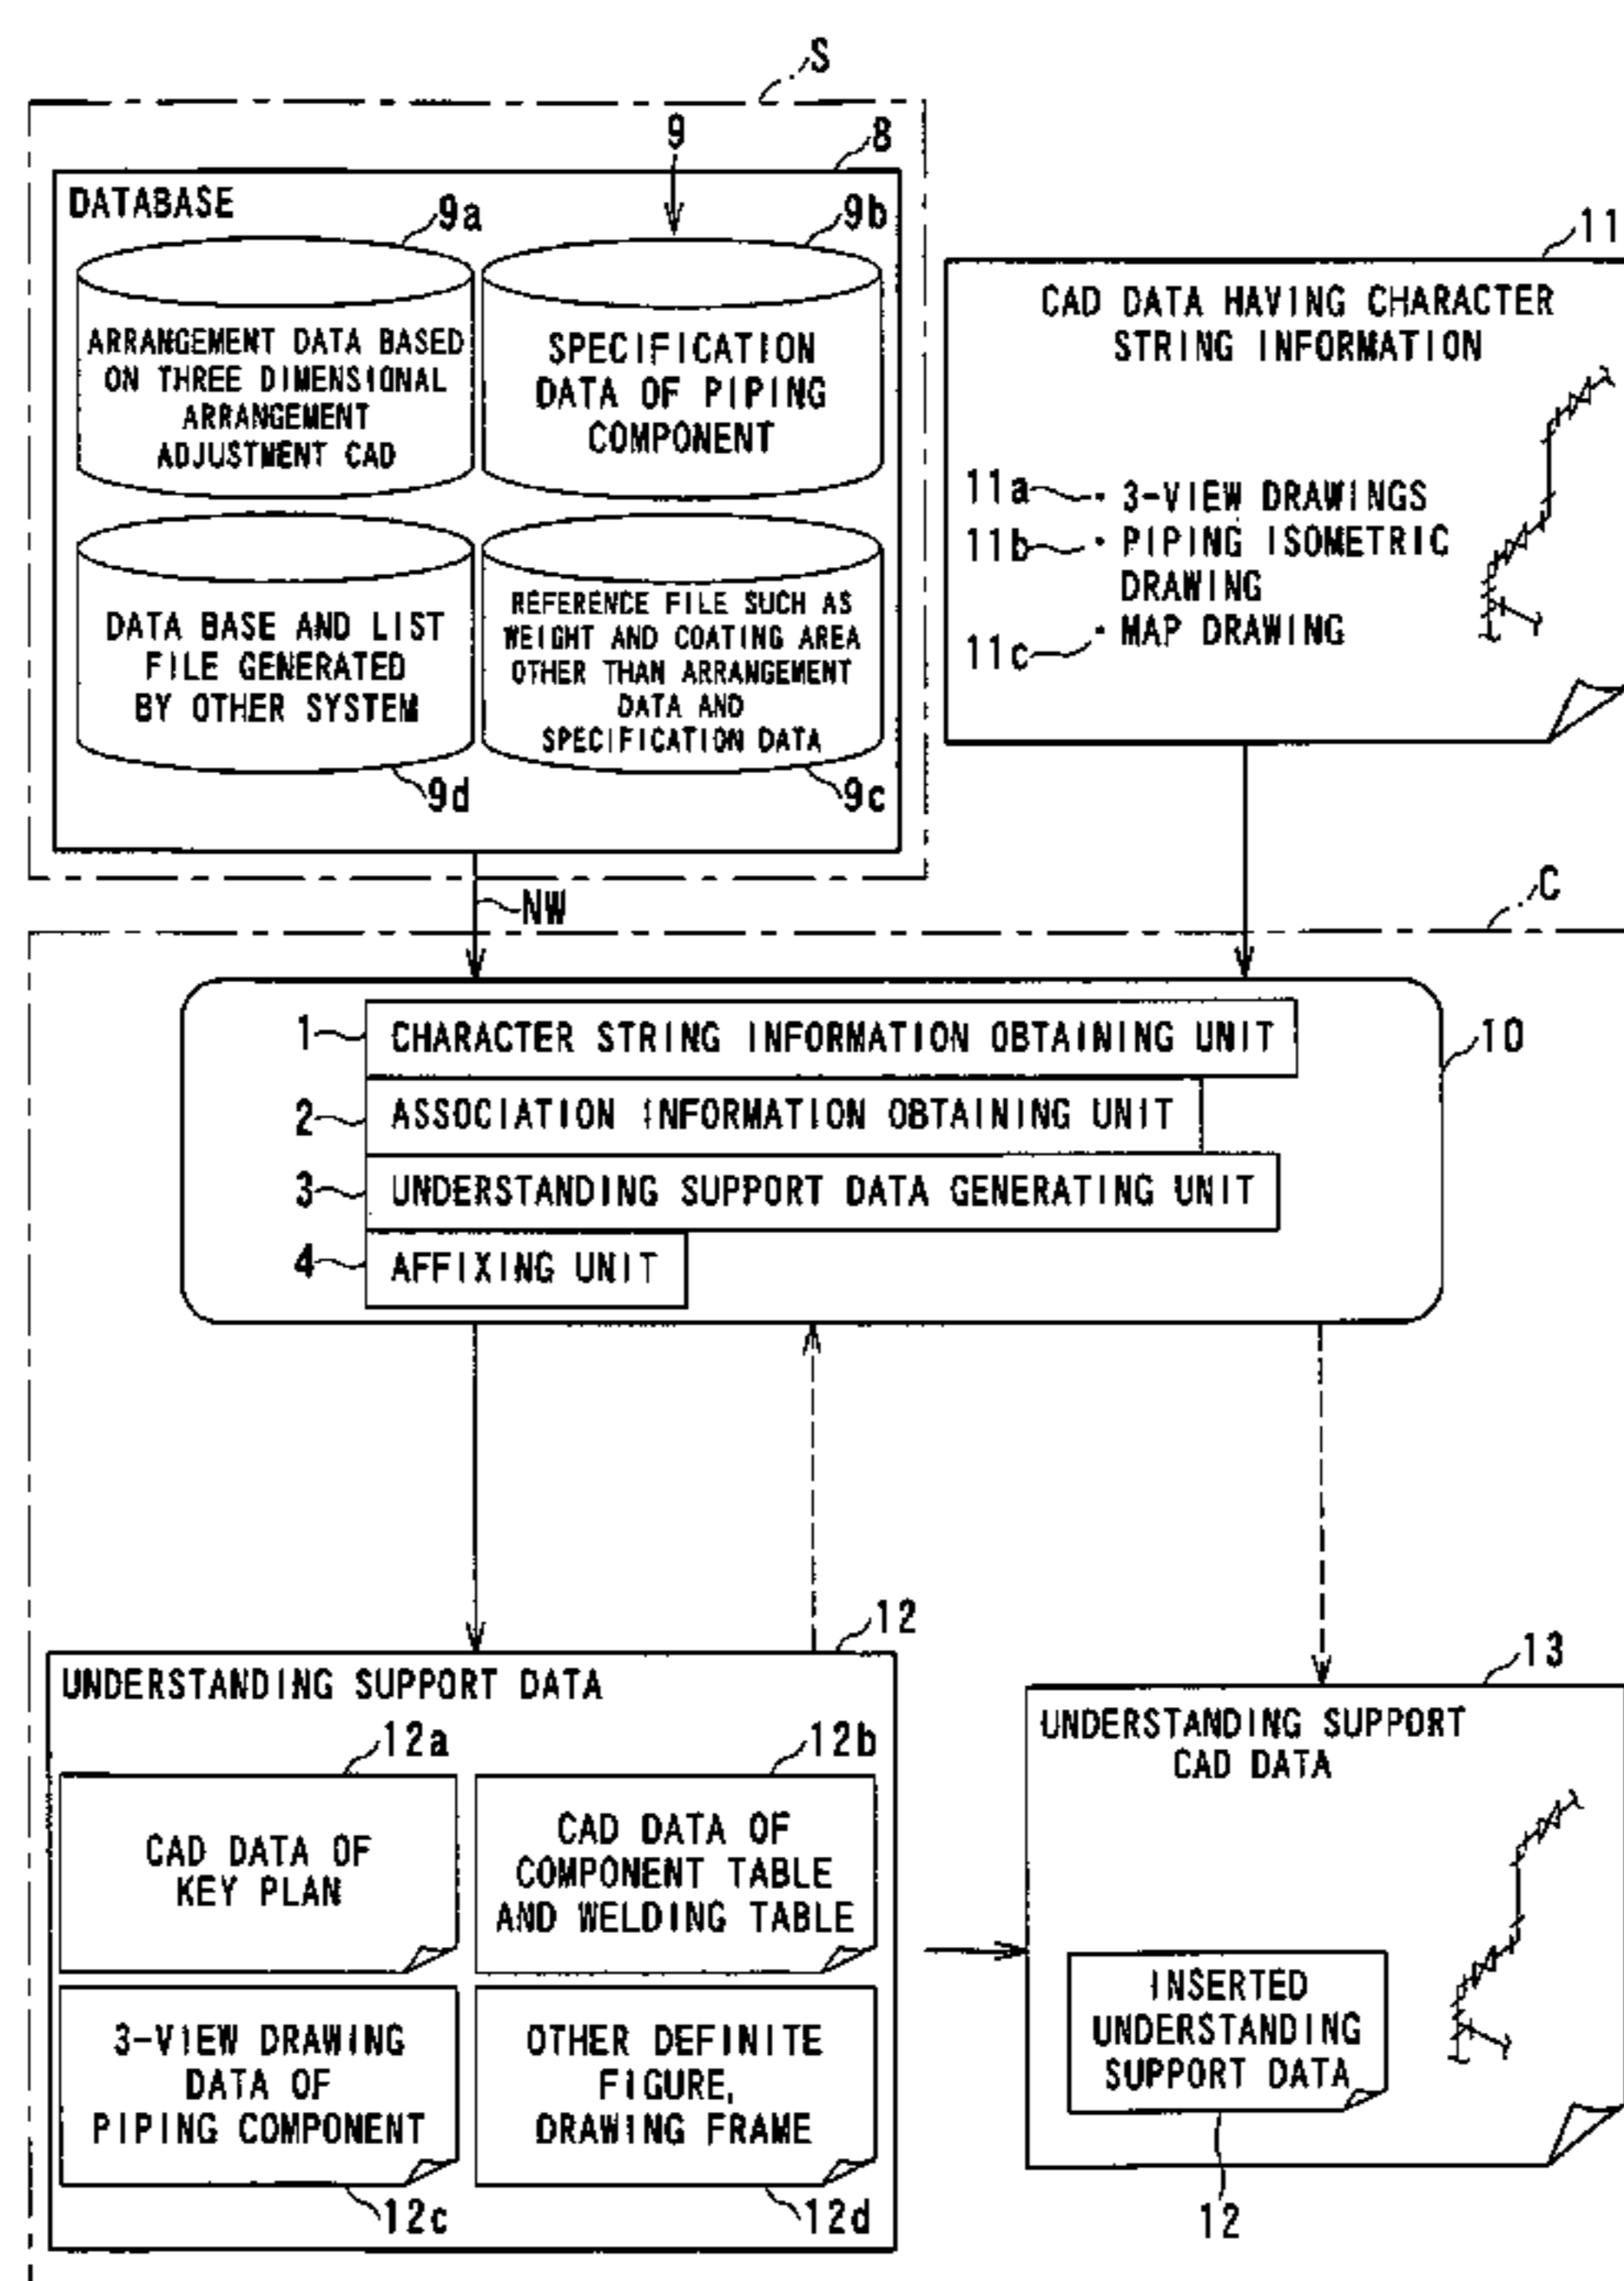 S
9
8
DATABASE
9a
9b
ARRANGEMENT DATA BASED
ON THREE DIMENSIONAL
ARRANGEMENT
ADJUSTMENT CAD
SPECIFICATION
DATA OF PIPING
COMPONENT
DATA BASE AND LIST
FILE GENERATED
BY OTHER SYSTEM
REFERENCE FILE SUCH AS
WEIGHT AND COATING AREA
OTHER THAN ARRANGEMENT
DATA AND
SPECIFICATION DATA
9d
9c
11
CAD DATA HAVING CHARACTER
STRING INFORMATION
11a · 3-VIEW DRAWINGS
11b · PIPING ISOMETRIC
DRAWING
11c · MAP DRAWING
NW
C
1 CHARACTER STRING INFORMATION OBTAINING UNIT
10
2 ASSOCIATION INFORMATION OBTAINING UNIT
3 UNDERSTANDING SUPPORT DATA GENERATING UNIT
4 AFFIXING UNIT
12
UNDERSTANDING SUPPORT DATA
12a
12b
CAD DATA OF
KEY PLAN
CAD DATA OF
COMPONENT TABLE
AND WELDING TABLE
3-VIEW DRAWING
DATA OF
PIPING COMPONENT
OTHER DEFINITE
FIGURE,
DRAWING FRAME
12c
12d
13
UNDERSTANDING SUPPORT
CAD DATA
INSERTED
UNDERSTANDING
SUPPORT DATA
12